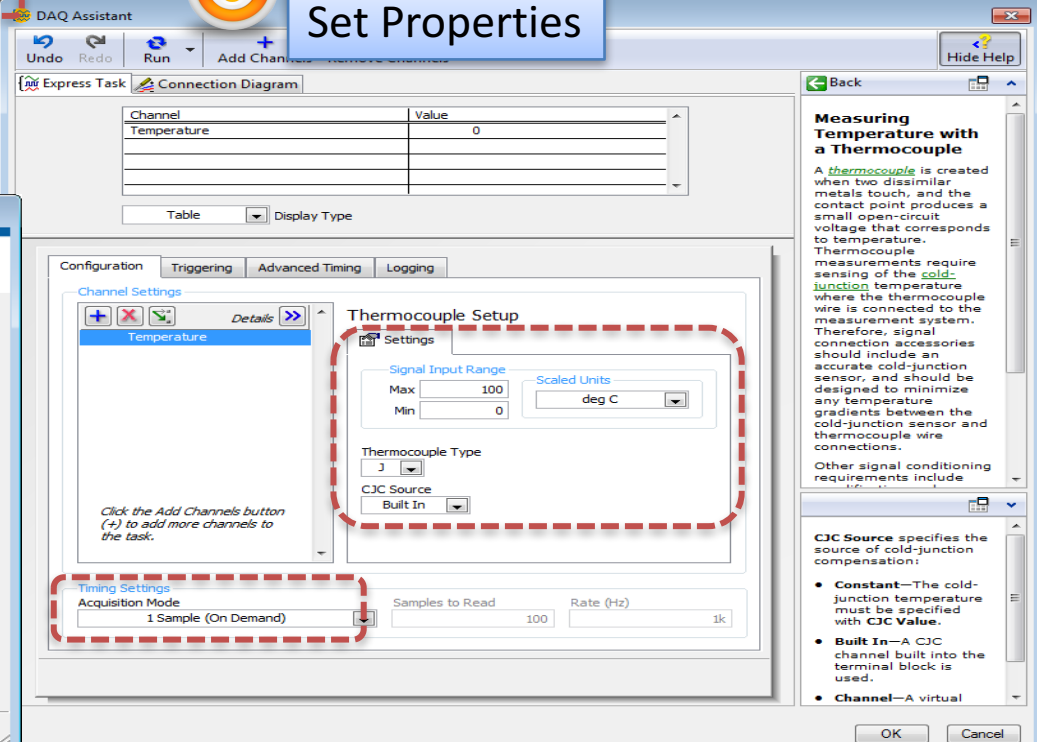 Set Properties
DAQ Assistant
Undo Redo Run Add Channels Remove Channels Hide Help
Express Task Connection Diagram
Back
Channel Value
Temperature 0
Table Display Type
Configuration Triggering Advanced Timing Logging
Channel Settings
Details
Temperature
Click the Add Channels button
(+) to add more channels to
the task.
Thermocouple Setup
Settings
Signal Input Range
Max 100
Min 0
Scaled Units
deg C
Thermocouple Type
J
CJC Source
Built In
Timing Settings
Acquisition Mode Samples to Read Rate (Hz)
1 Sample (On Demand) 100 1k
Measuring
Temperature with
a Thermocouple
A thermocouple is created
when two dissimilar
metals touch, and the
contact point produces a
small open-circuit
voltage that corresponds
to temperature.
Thermocouple
measurements require
sensing of the cold-
junction temperature
where the thermocouple
wire is connected to the
measurement system.
Therefore, signal
connection accessories
should include an
accurate cold-junction
sensor, and should be
designed to minimize
any temperature
gradients between the
cold-junction sensor and
thermocouple wire
connections.
Other signal conditioning
requirements include
CJC Source specifies the
source of cold-junction
compensation:
• Constant—The cold-
junction temperature
must be specified
with CJC Value.
• Built In—A CJC
channel built into the
terminal block is
used.
• Channel—A virtual
OK Cancel